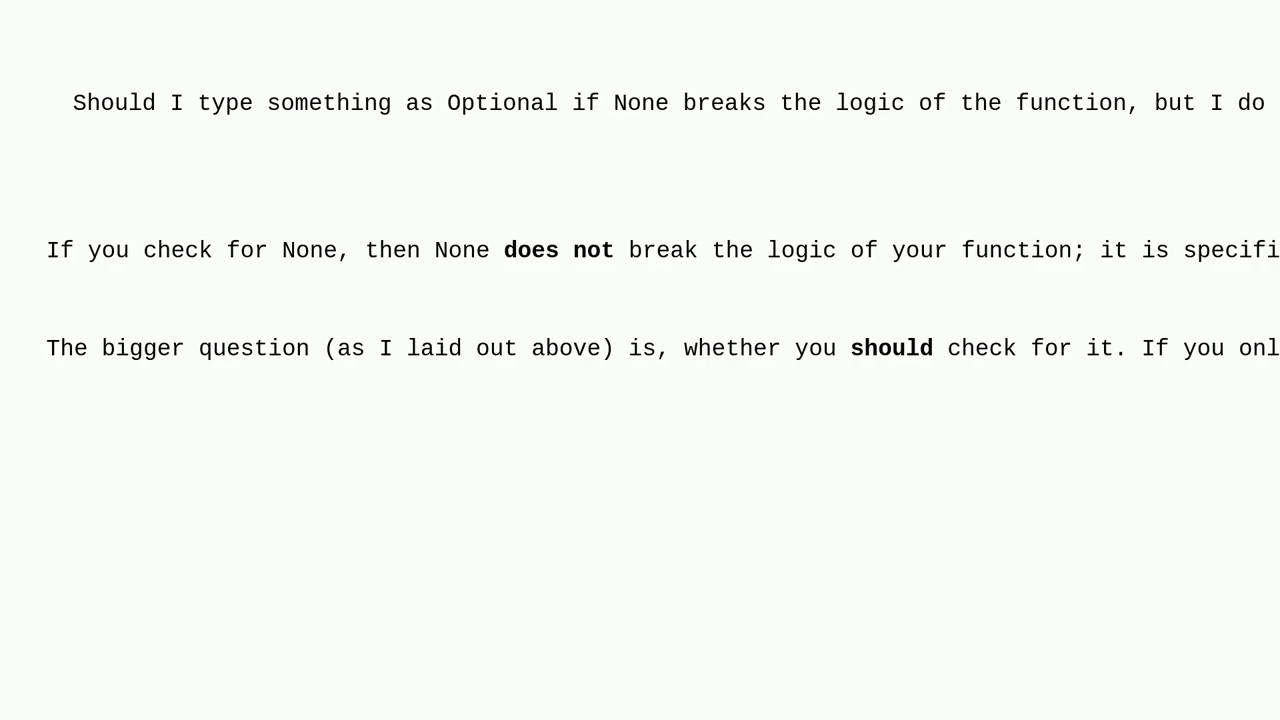 Should I type something as Optional if None breaks the logic of the function, but I do
If you check for None, then None does not break the logic of your function; it is specifi
The bigger question (as I laid out above) is, whether you should check for it. If you onl